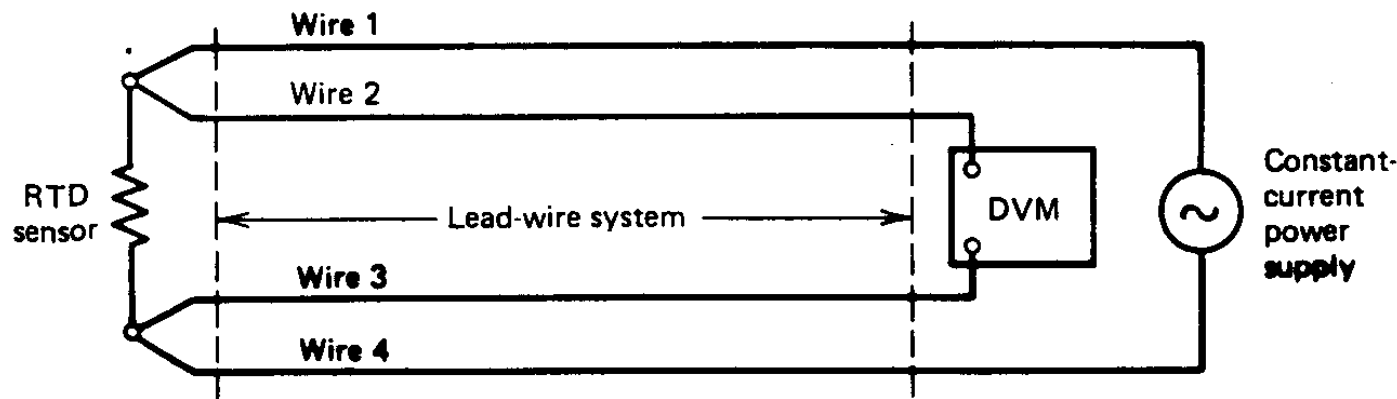 Wire 1
Wire 2
RTD
sensor
Lead-wire system
DVM
Constant-
current
power
supply
Wire 3
Wire 4